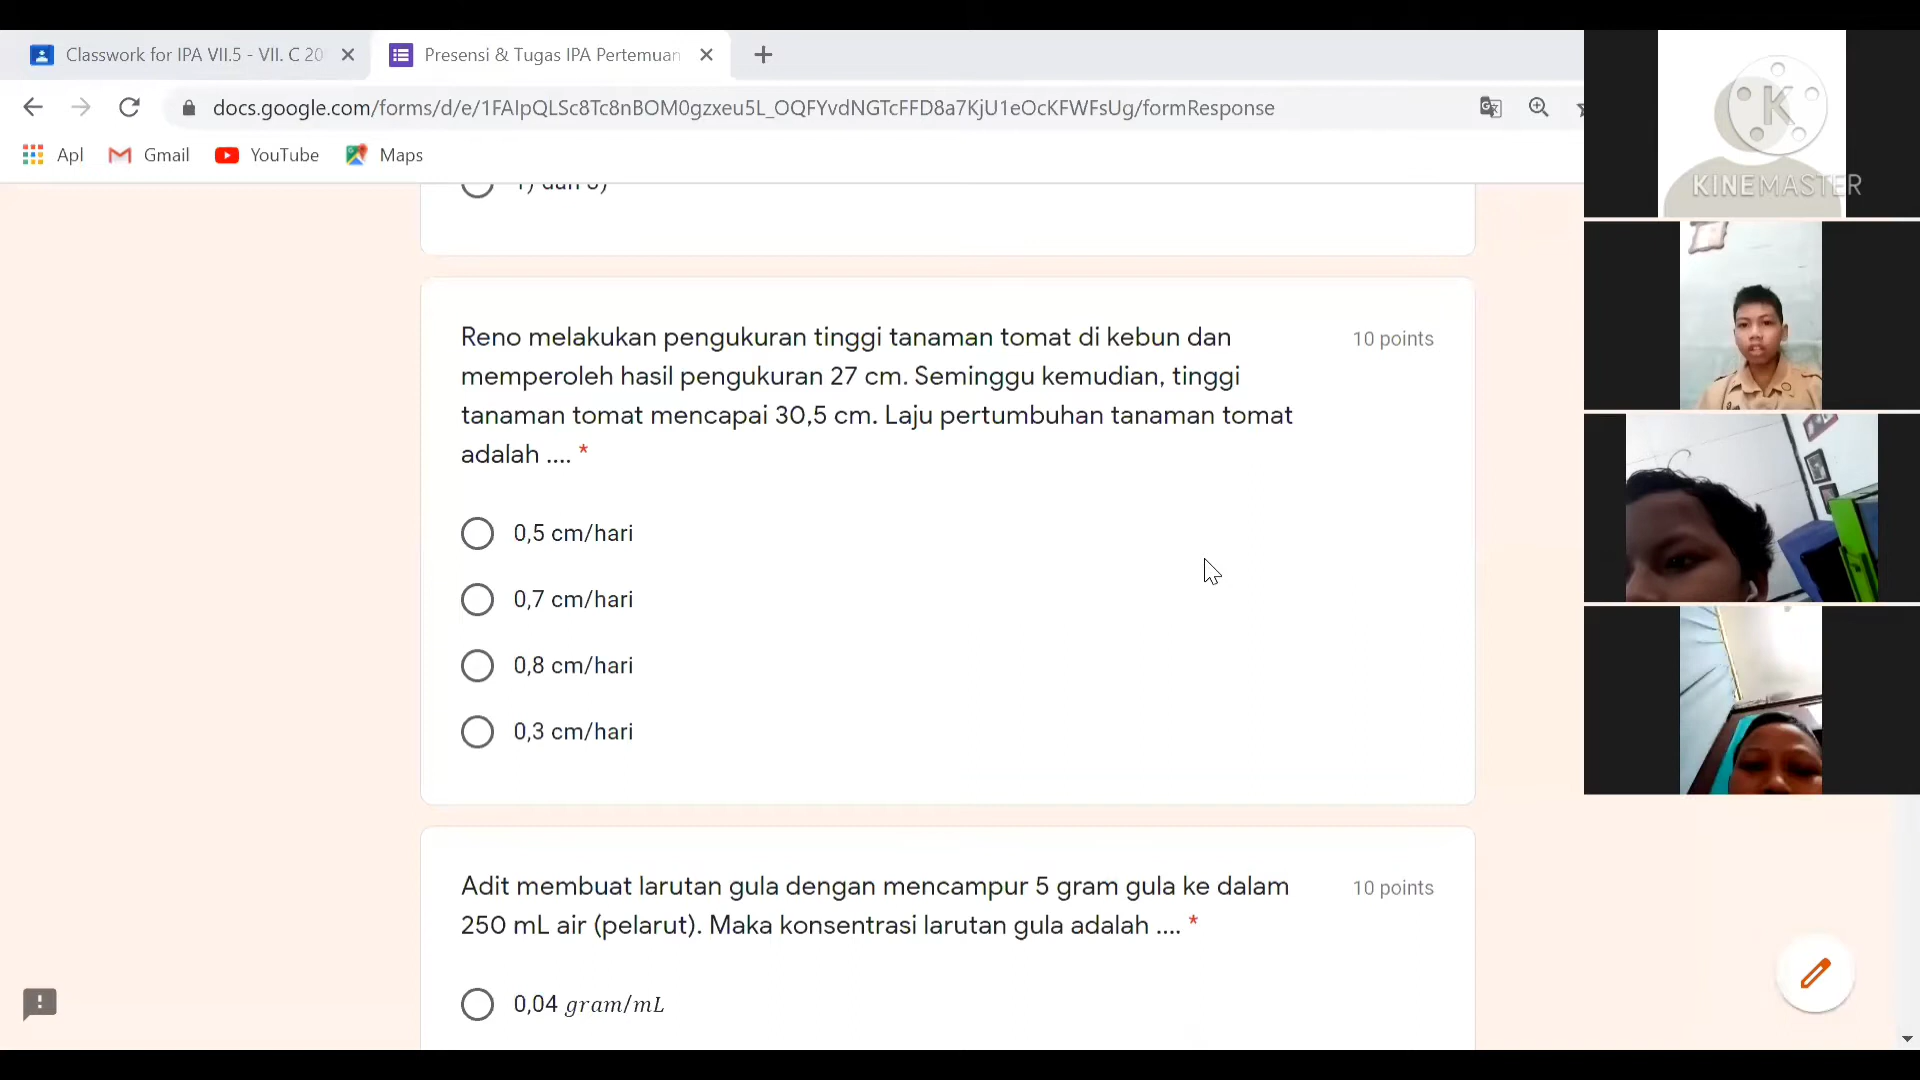 Classwork for IPA VII.5 - VII. C 20
Presensi & Tugas IPA Pertemuan
docs.google.com/forms/d/e/1FAIpQLSc8Tc8nBOM0gzxeu5L_OQFYvdNGTcFFD8a7KjU1eOcKFWFsUg/formResponse
Apl
Gmail
YouTube
Maps
K
KINEMASTER
Reno melakukan pengukuran tinggi tanaman tomat di kebun dan
memperoleh hasil pengukuran 27 cm. Seminggu kemudian, tinggi
tanaman tomat mencapai 30,5 cm. Laju pertumbuhan tanaman tomat
adalah .... *
10 points
0,5 cm/hari
0,7 cm/hari
0,8 cm/hari
0,3 cm/hari
Adit membuat larutan gula dengan mencampur 5 gram gula ke dalam
250 mL air (pelarut). Maka konsentrasi larutan gula adalah .... *
10 points
0,04 gram/mL